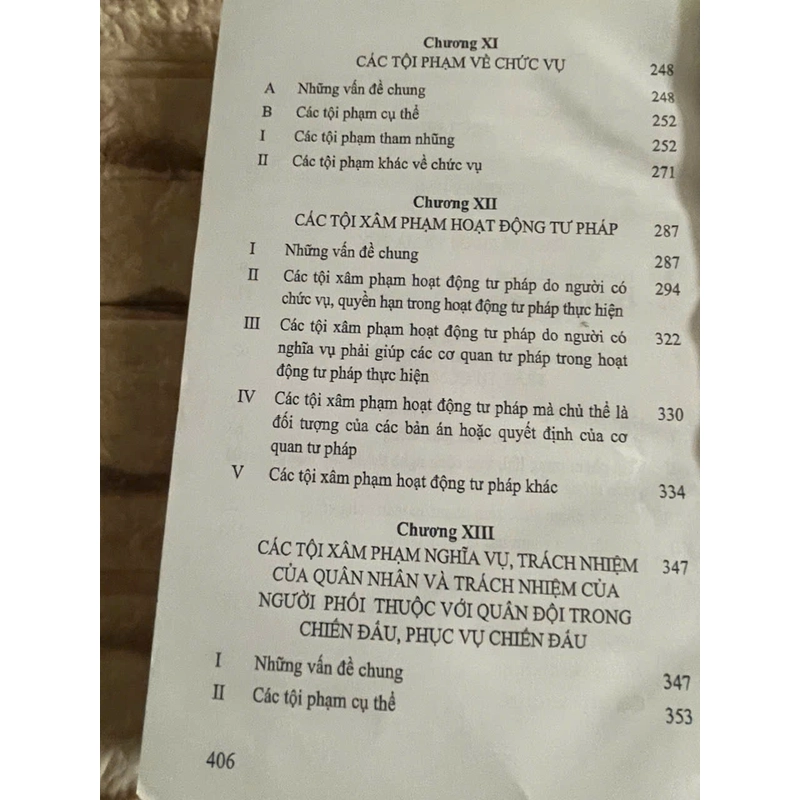 Chương XI
CÁC TỘI PHẠM VỀ CHỨC VỤ 248
A Những vấn đề chung 248
B Các tội phạm cụ thể 252
I Các tội phạm tham nhũng 252
II Các tội phạm khác về chức vụ 271
Chương XII
CÁC TỘI XÂM PHẠM HOẠT ĐỘNG TƯ PHÁP 287
I Những vấn đề chung 287
II Các tội xâm phạm hoạt động tư pháp do người có 294
chức vụ, quyền hạn trong hoạt động tư pháp thực hiện
III Các tội xâm phạm hoạt động tư pháp do người có 322
nghĩa vụ phải giúp các cơ quan tư pháp trong hoạt
động tư pháp thực hiện
IV Các tội xâm phạm hoạt động tư pháp mà chủ thể là 330
đối tượng của các bản án hoặc quyết định của cơ
quan tư pháp
V Các tội xâm phạm hoạt động tư pháp khác 334
Chương XIII
CÁC TỘI XÂM PHẠM NGHĨA VỤ, TRÁCH NHIỆM 347
CỦA QUÂN NHÂN VÀ TRÁCH NHIỆM CỦA
NGƯỜI PHỐI THUỘC VỚI QUÂN ĐỘI TRONG
CHIẾN ĐẤU, PHỤC VỤ CHIẾN ĐẤU
I Những vấn đề chung 347
II Các tội phạm cụ thể 353
406